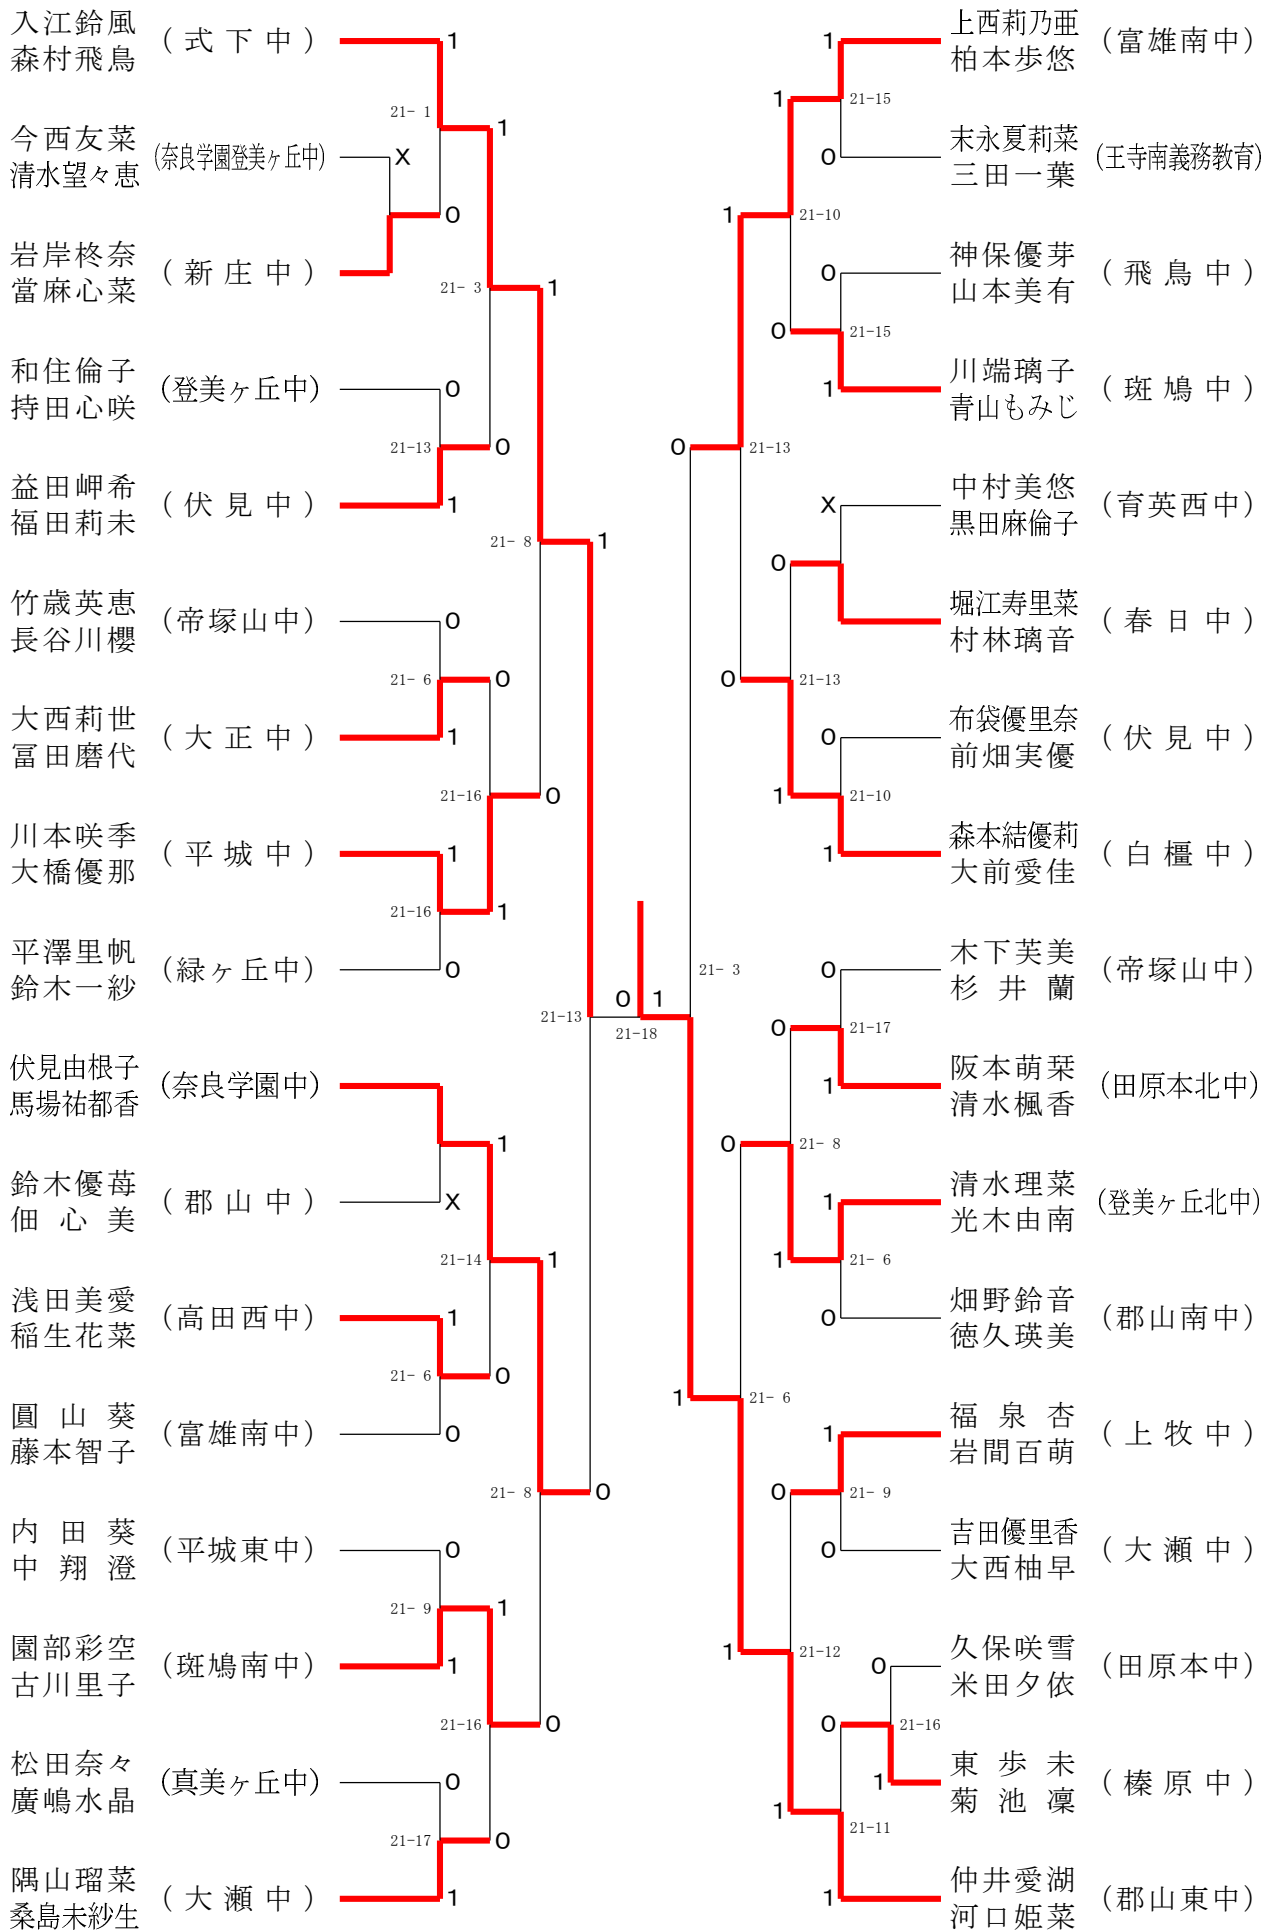 入江鈴風
森村飛鳥
(式下中)
1
21- 1
1
今西友菜
清水望々恵
(奈良学園登美ヶ丘中)
X
0
岩岸柊奈
當麻心菜
(新庄中)
21- 3
1
和住倫子
持田心咲
(登美ヶ丘中)
0
21-13
0
益田岬希
福田莉未
(伏見中)
1
21- 8
1
竹歳英恵
長谷川櫻
(帝塚山中)
0
21- 6
0
大西莉世
冨田磨代
(大正中)
1
21-16
0
川本咲季
大橋優那
(平城中)
1
21-16
1
平澤里帆
鈴木一紗
(緑ヶ丘中)
0
21-13
0 1
21-18
伏見由根子
馬場祐都香
(奈良学園中)
1
鈴木優苺
佃心美
(郡山中)
X
21-14
1
浅田美愛
稲生花菜
(高田西中)
1
21- 6
0
圓山葵
藤本智子
(富雄南中)
0
21- 8
0
内田葵
中翔澄
(平城東中)
0
21- 9
1
園部彩空
古川里子
(斑鳩南中)
1
21-16
0
松田奈々
廣嶋水晶
(真美ヶ丘中)
0
21-17
0
隅山瑠菜
桑島未紗生
(大瀬中)
1
上西莉乃亜
柏本歩悠
(富雄南中)
1
1
21-15
末永夏莉菜
三田一葉
(王寺南義務教育)
0
1
21-10
神保優芽
山本美有
(飛鳥中)
0
0
21-15
川端璃子
青山もみじ
(斑鳩中)
1
0
21-13
中村美悠
黒田麻倫子
(育英西中)
X
0
堀江寿里菜
村林璃音
(春日中)
0
21-13
布袋優里奈
前畑実優
(伏見中)
0
1
21-10
森本結優莉
大前愛佳
(白橿中)
1
21- 3
木下芙美
杉井蘭
(帝塚山中)
0
0
21-17
阪本萌栞
清水楓香
(田原本北中)
1
0
21- 8
清水理菜
光木由南
(登美ヶ丘北中)
1
1
21- 6
畑野鈴音
徳久瑛美
(郡山南中)
0
1
21- 6
福泉杏
岩間百萌
(上牧中)
1
0
21- 9
吉田優里香
大西柚早
(大瀬中)
0
1
21-12
久保咲雪
米田夕依
(田原本中)
0
0
21-16
東歩未
菊池凜
(榛原中)
1
1
21-11
仲井愛湖
河口姫菜
(郡山東中)
1